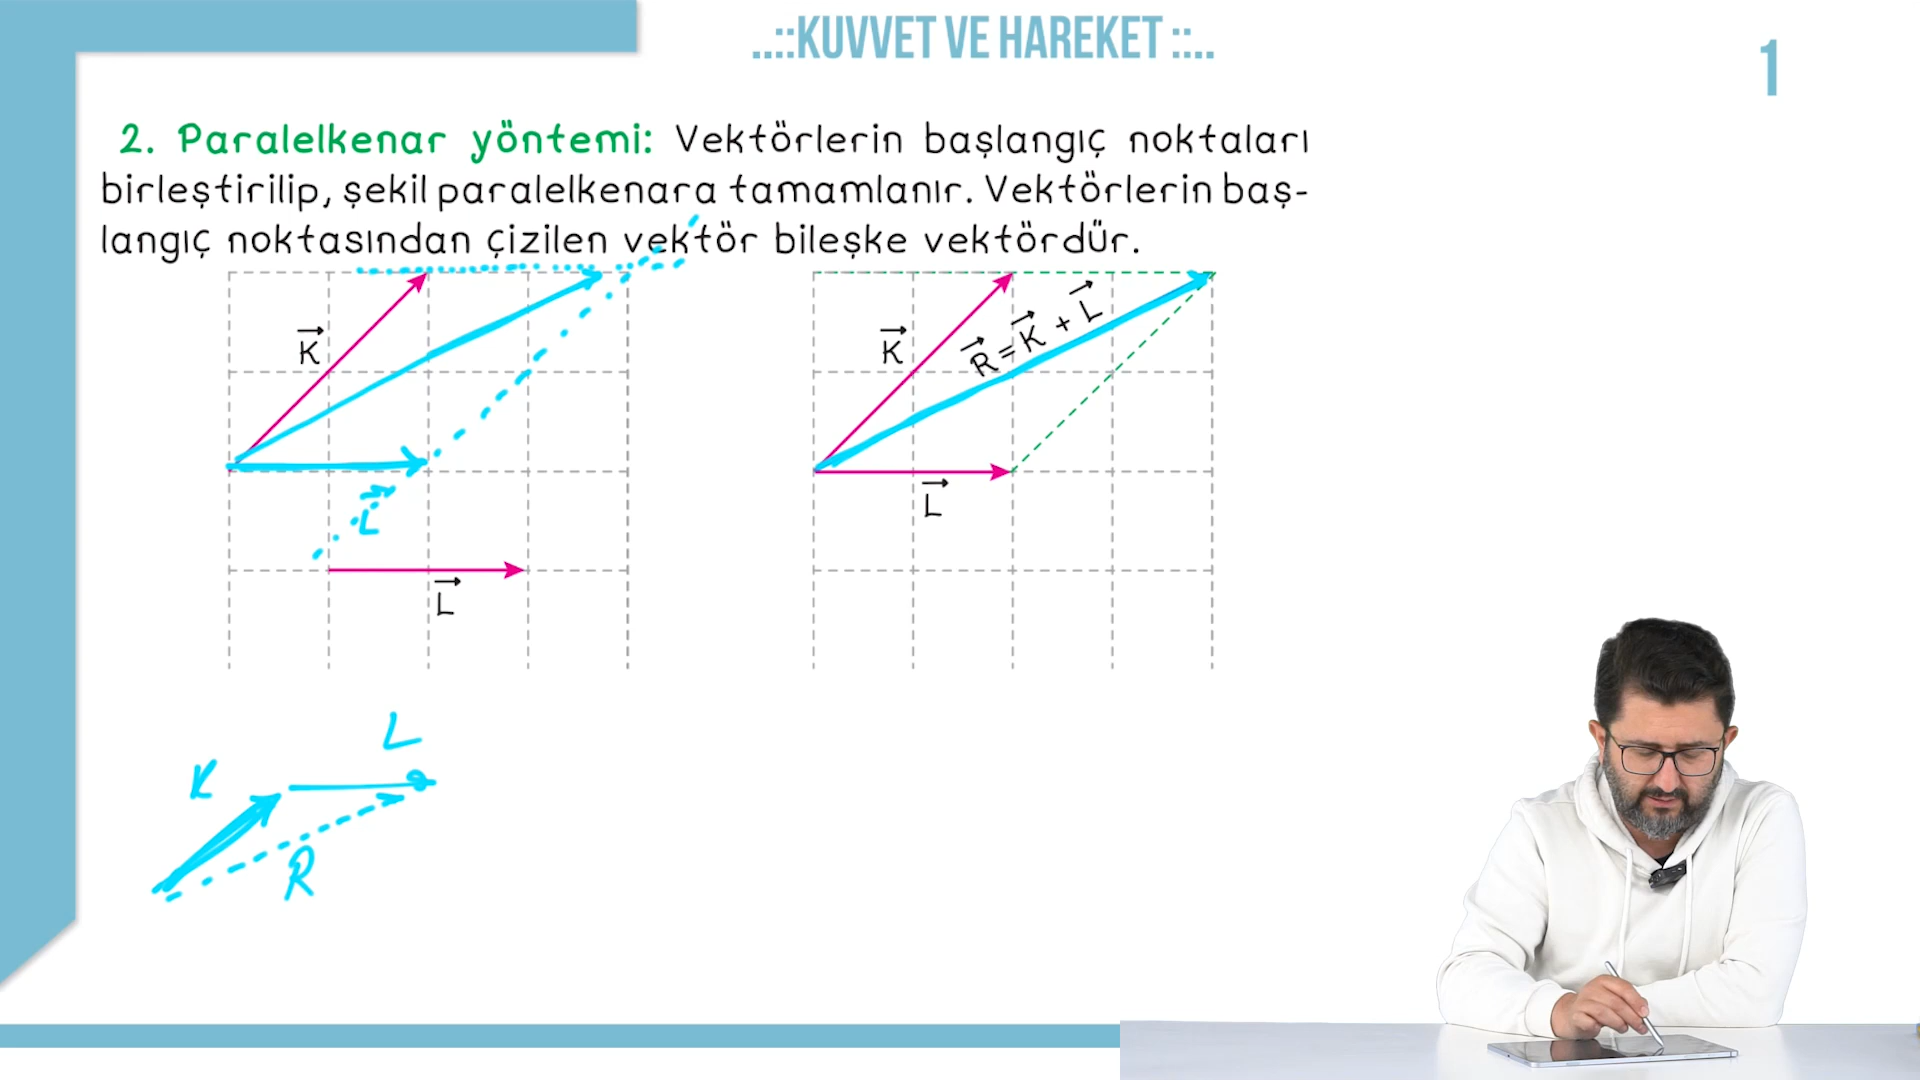 ..::KUVVET VE HAREKET ::..
1
2. Paralelkenar yöntemi: Vektörlerin başlangıç noktaları
birleştirilip, şekil paralelkenara tamamlanır. Vektörlerin baş-
langıç noktasından çizilen vektör bileşke vektördür.
K
L
L
K
R = K + L
L
K
L
R